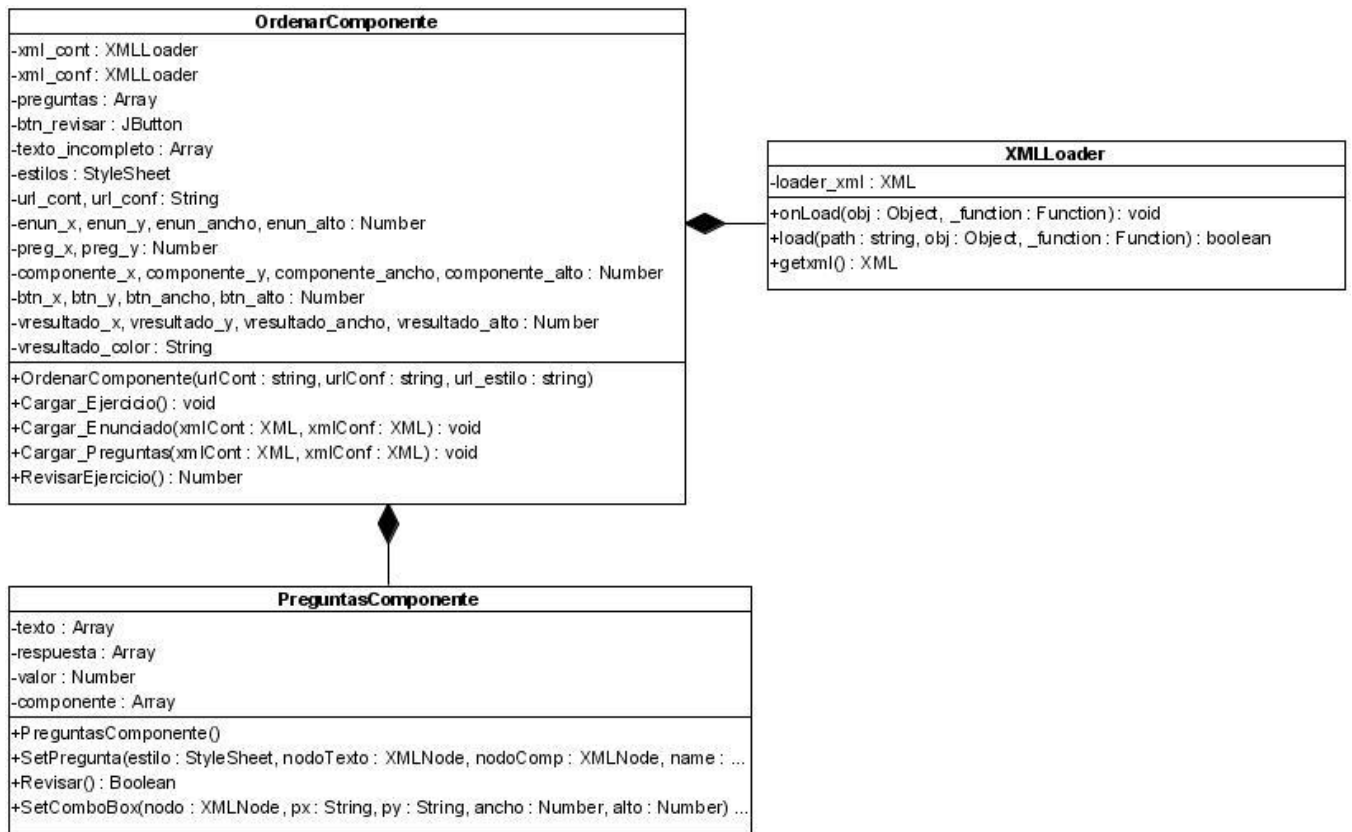 OrdenarComponente
-xml_cont : XMLLoader
-xml_conf : XMLLoader
-preguntas : Array
-btn_revisar : JButton
-texto_incompleto : Array
-estilos : StyleSheet
-url_cont, url_conf : String
-enun_x, enun_y, enun_ancho, enun_alto : Number
-preg_x, preg_y : Number
-componente_x, componente_y, componente_ancho, componente_alto : Number
-btn_x, btn_y, btn_ancho, btn_alto : Number
-vresultado_x, vresultado_y, vresultado_ancho, vresultado_alto : Number
-vresultado_color : String
+OrdenarComponente(urlCont : string, urlConf : string, url_estilo : string)
+Cargar_Ejercicio() : void
+Cargar_Enunciado(xmlCont : XML, xmlConf : XML) : void
+Cargar_Preguntas(xmlCont : XML, xmlConf : XML) : void
+RevisarEjercicio() : Number
XMLLoader
-loader_xml : XML
+onLoad(obj : Object, _function : Function) : void
+load(path : string, obj : Object, _function : Function) : boolean
+getxml() : XML
PreguntasComponente
-texto : Array
-respuesta : Array
-valor : Number
-componente : Array
+PreguntasComponente()
+SetPregunta(estilo : StyleSheet, nodoTexto : XMLNode, nodoComp : XMLNode, name : ...
+Revisar() : Boolean
+SetComboBox(nodo : XMLNode, px : String, py : String, ancho : Number, alto : Number) ...